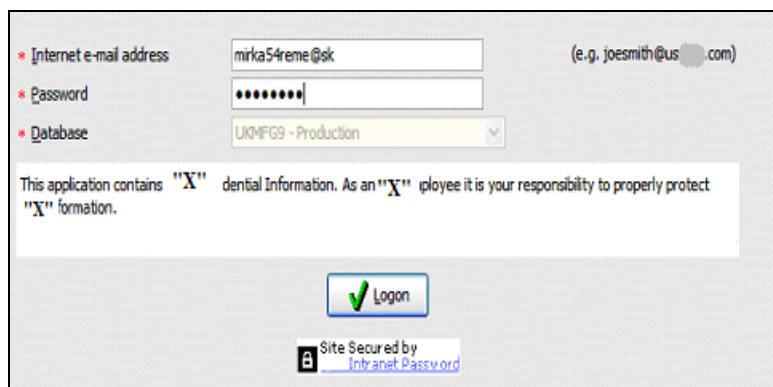 * Internet e-mail address mirka54reme@sk (e.g. joesmith@us .com)
* Password ••••••••
* Database UKMFG9 - Production
This application contains "X" dential Information. As an "X" ployee it is your responsibility to properly protect
"X" formation.
Logon
Site Secured by
Intranet Password